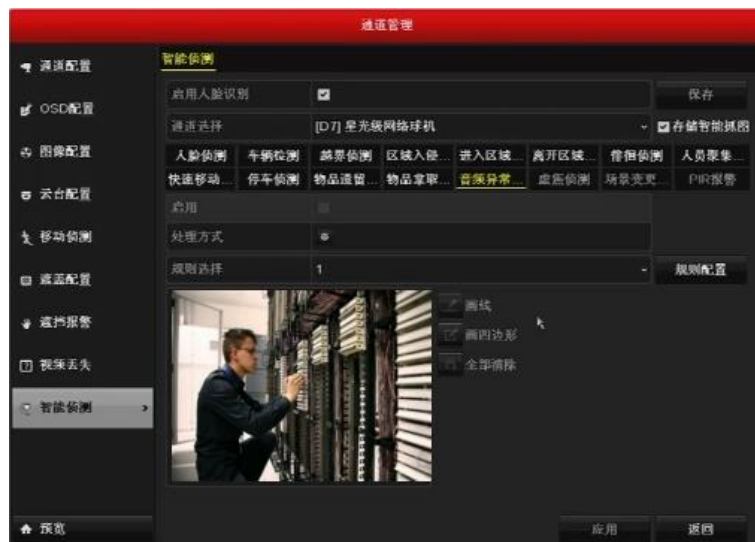 通道管理
通道配置
OSD配置
图像配置
云台配置
移动侦测
遮盖配置
遮挡报警
视频丢失
智能侦测
预览
智能侦测
启用人脸识别
保存
通道选择 [D7] 星光级网络球机 存储智能抓图
人脸侦测 车辆检测 越界侦测 区域入侵... 进入区域... 离开区域... 徘徊侦测 人员聚集...
快速移动... 停车侦测 物品遗留... 物品拿取... 音频异常... 虚焦侦测 场景变更... PIR报警
启用
处理方式
规则选择 1 规则配置
画线
画四边形
全部清除
应用 返回